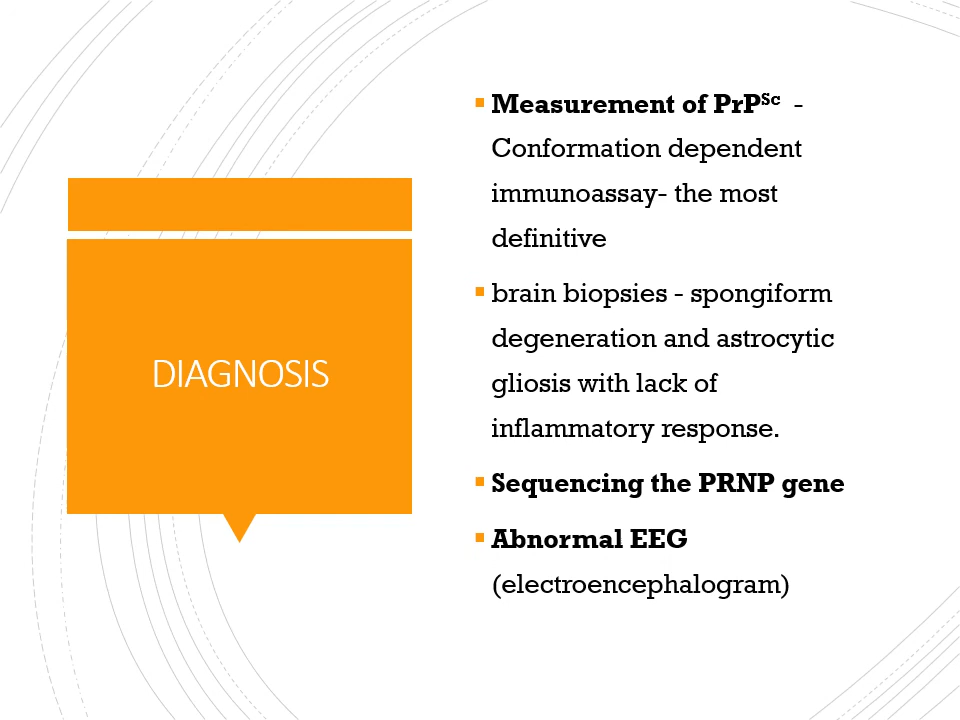 DIAGNOSIS
▪ Measurement of PrPSc -
Conformation dependent
immunoassay- the most
definitive
▪ brain biopsies - spongiform
degeneration and astrocytic
gliosis with lack of
inflammatory response.
▪ Sequencing the PRNP gene
▪ Abnormal EEG
(electroencephalogram)